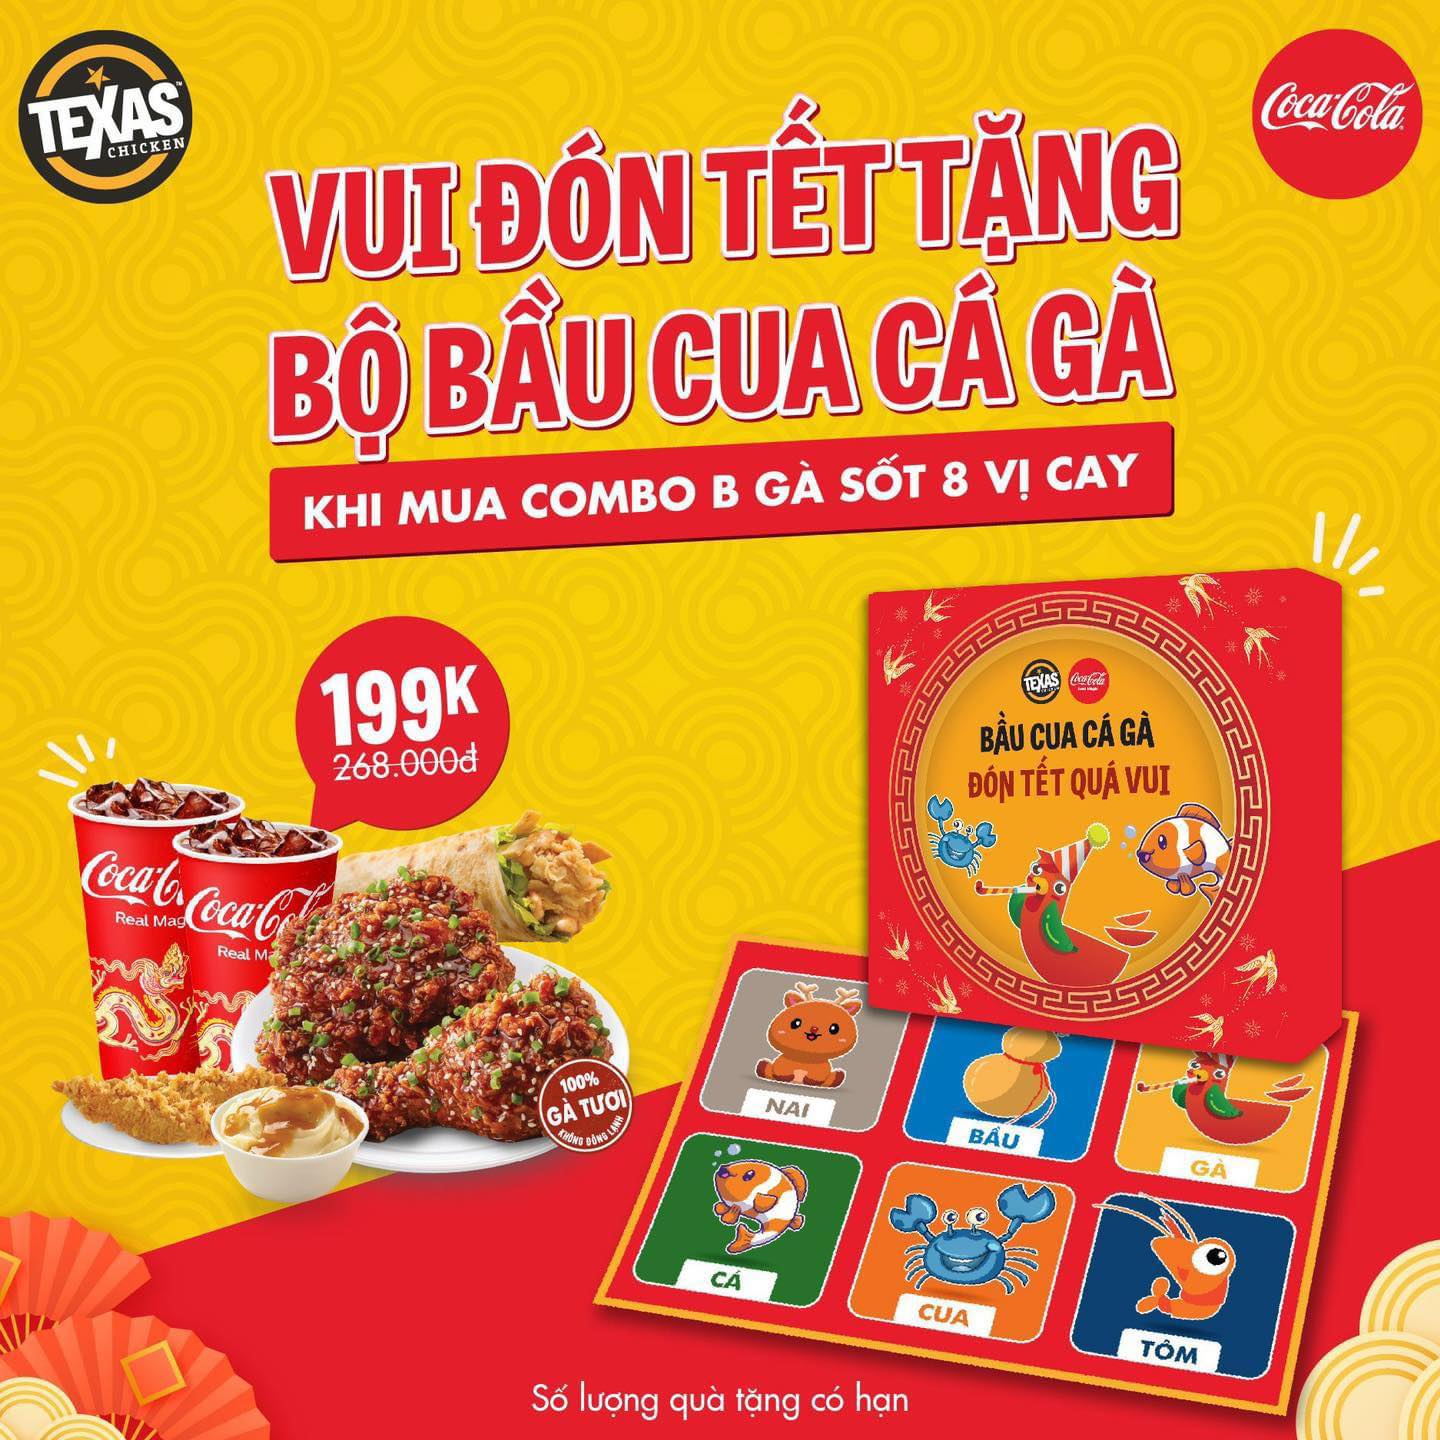 TEXAS
CHICKEN
Coca-Cola
VUI ĐÓN TẾT TẶNG
BỘ BẦU CUA CÁ GÀ
KHI MUA COMBO B GÀ SỐT 8 VỊ CAY
199K
268.000đ
TEXAS
Coca-Cola
BẦU CUA CÁ GÀ
ĐÓN TẾT QUÁ VUI
Coca-C
Real Mag
Coca-Cola
Real Ma
100%
GÀ TƯƠI
KHÔNG ĐÔNG LẠNH
NAI
BẦU
GÀ
CÁ
CUA
TÔM
Số lượng quà tặng có hạn